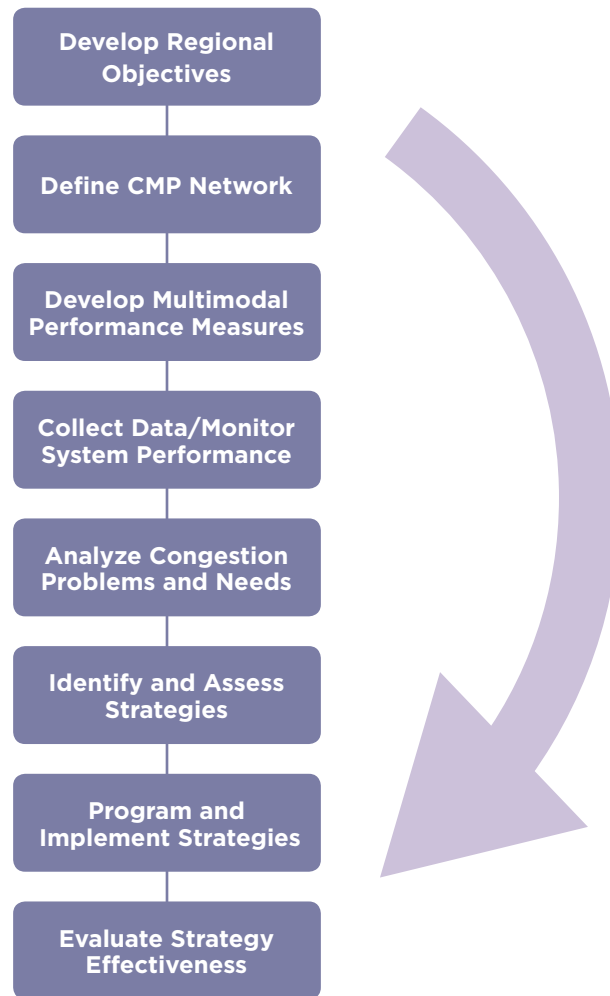 Develop Regional
Objectives
Define CMP Network
Develop Multimodal
Performance Measures
Collect Data/Monitor
System Performance
Analyze Congestion
Problems and Needs
Identify and Assess
Strategies
Program and
Implement Strategies
Evaluate Strategy
Effectiveness